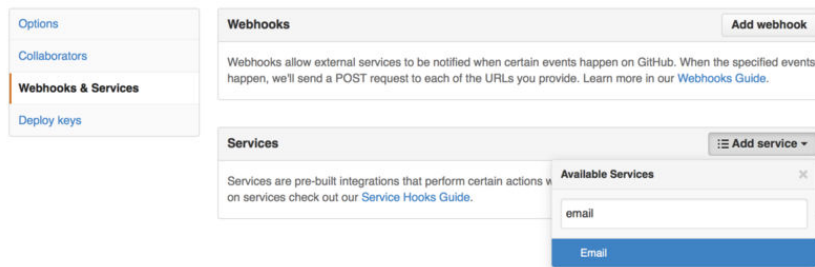 Options
Collaborators
Webhooks & Services
Deploy keys
Webhooks
Add webhook
Webhooks allow external services to be notified when certain events happen on GitHub. When the specified events
happen, we'll send a POST request to each of the URLs you provide. Learn more in our Webhooks Guide.
Services
Add service
Services are pre-built integrations that perform certain actions
on services check out our Service Hooks Guide.
Available Services
email
Email